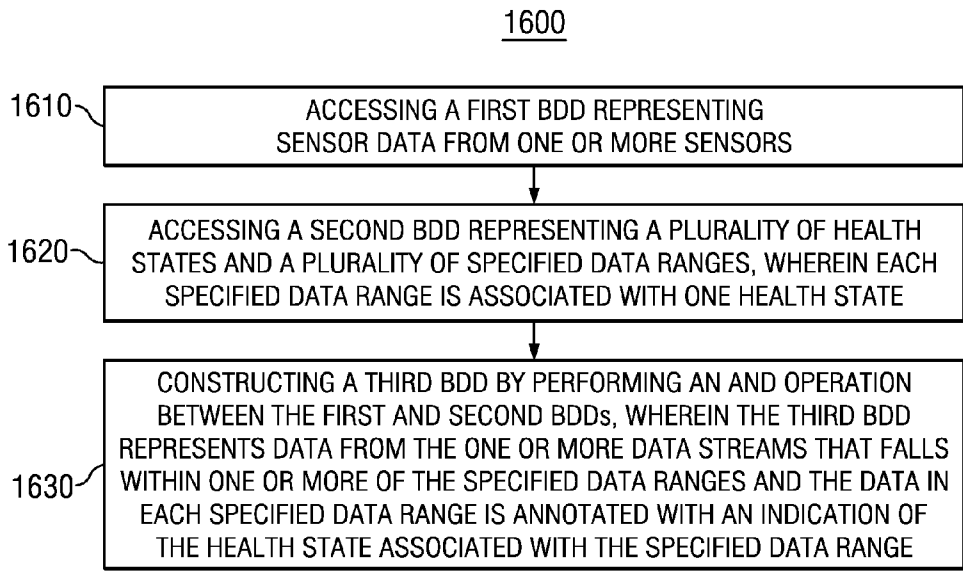 1600
1610
ACCESSING A FIRST BDD REPRESENTING
SENSOR DATA FROM ONE OR MORE SENSORS
1620
ACCESSING A SECOND BDD REPRESENTING A PLURALITY OF HEALTH
STATES AND A PLURALITY OF SPECIFIED DATA RANGES, WHEREIN EACH
SPECIFIED DATA RANGE IS ASSOCIATED WITH ONE HEALTH STATE
1630
CONSTRUCTING A THIRD BDD BY PERFORMING AN AND OPERATION
BETWEEN THE FIRST AND SECOND BDDs, WHEREIN THE THIRD BDD
REPRESENTS DATA FROM THE ONE OR MORE DATA STREAMS THAT FALLS
WITHIN ONE OR MORE OF THE SPECIFIED DATA RANGES AND THE DATA IN
EACH SPECIFIED DATA RANGE IS ANNOTATED WITH AN INDICATION OF
THE HEALTH STATE ASSOCIATED WITH THE SPECIFIED DATA RANGE